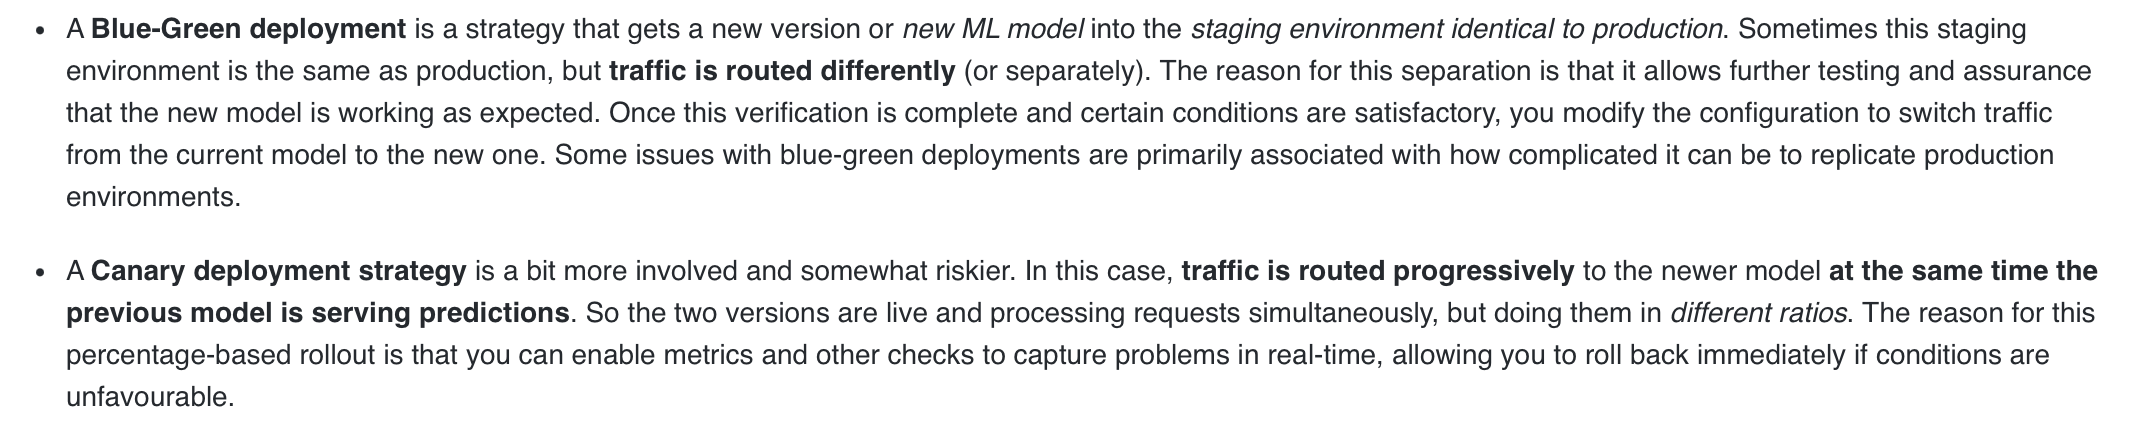 • A Blue-Green deployment is a strategy that gets a new version or new ML model into the staging environment identical to production. Sometimes this staging
environment is the same as production, but traffic is routed differently (or separately). The reason for this separation is that it allows further testing and assurance
that the new model is working as expected. Once this verification is complete and certain conditions are satisfactory, you modify the configuration to switch traffic
from the current model to the new one. Some issues with blue-green deployments are primarily associated with how complicated it can be to replicate production
environments.
• A Canary deployment strategy is a bit more involved and somewhat riskier. In this case, traffic is routed progressively to the newer model at the same time the
previous model is serving predictions. So the two versions are live and processing requests simultaneously, but doing them in different ratios. The reason for this
percentage-based rollout is that you can enable metrics and other checks to capture problems in real-time, allowing you to roll back immediately if conditions are
unfavourable.